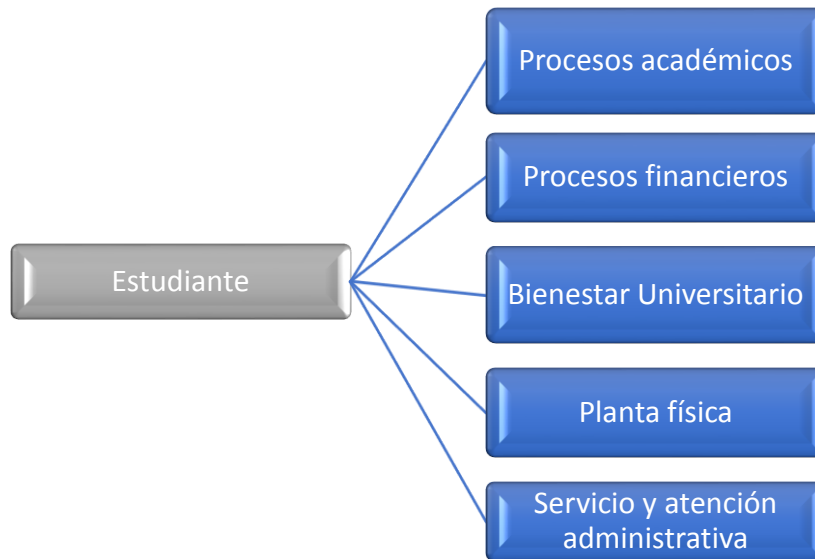 Procesos académicos
Procesos financieros
Estudiante
Bienestar Universitario
Planta física
Servicio y atención
administrativa